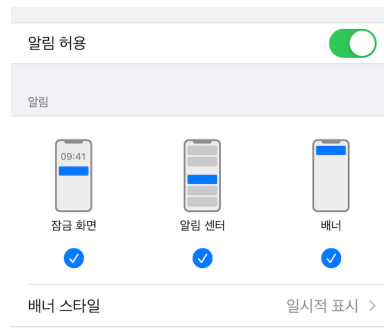 알림 허용
알림
09:41
잠금 화면
알림 센터
배너
배너 스타일
일시적 표시